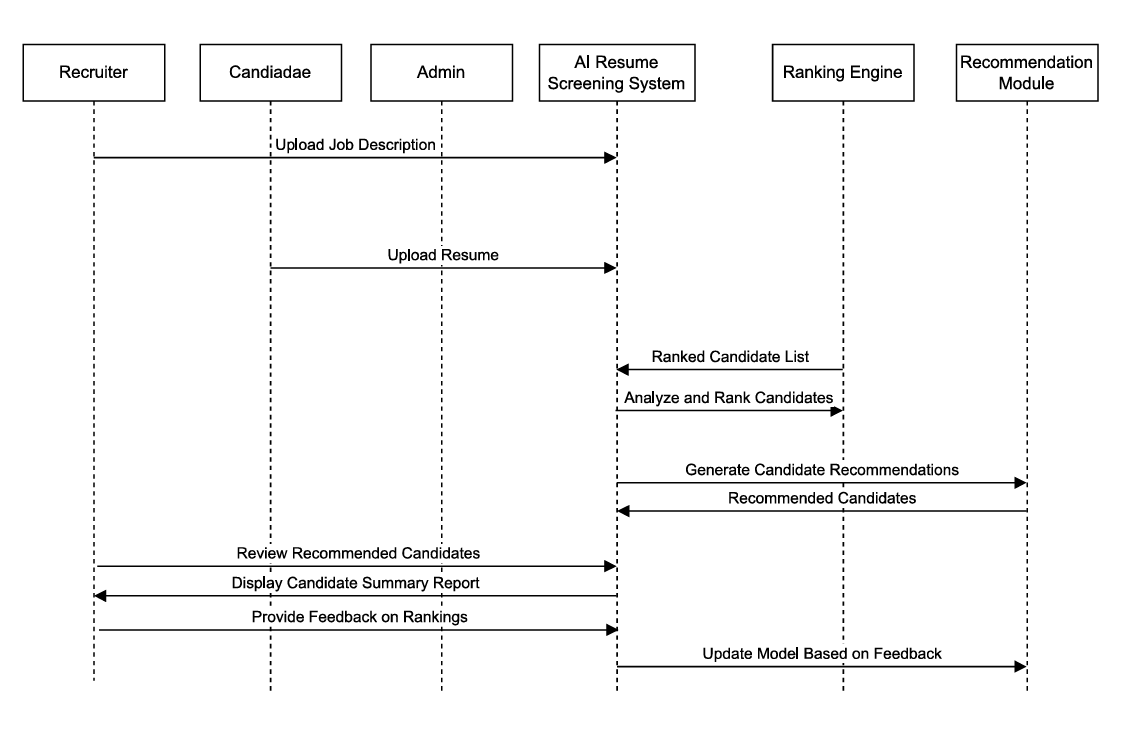 Recruiter
Candiadae
Admin
AI Resume
Screening System
Ranking Engine
Recommendation
Module
Upload Job Description
Upload Resume
Ranked Candidate List
Analyze and Rank Candidates
Generate Candidate Recommendations
Recommended Candidates
Review Recommended Candidates
Display Candidate Summary Report
Provide Feedback on Rankings
Update Model Based on Feedback